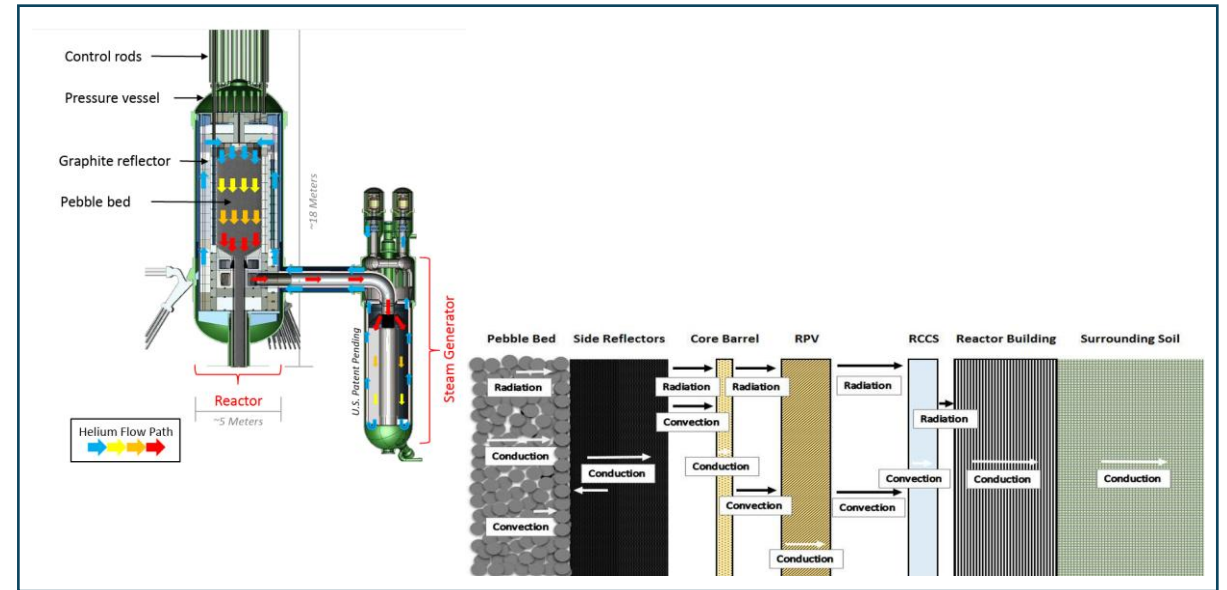 Control rods
Pressure vessel
Graphite reflector
Pebble bed
~18 Meters
U.S. Patent Pending
Steam Generator
Reactor
~5 Meters
Helium Flow Path
Pebble Bed Side Reflectors Core Barrel RPV RCCS Reactor Building Surrounding Soil
Radiation Radiation Radiation Radiation
Convection Radiation
Conduction Conduction Conduction Convection Conduction Conduction
Convection Convection Convection
Conduction